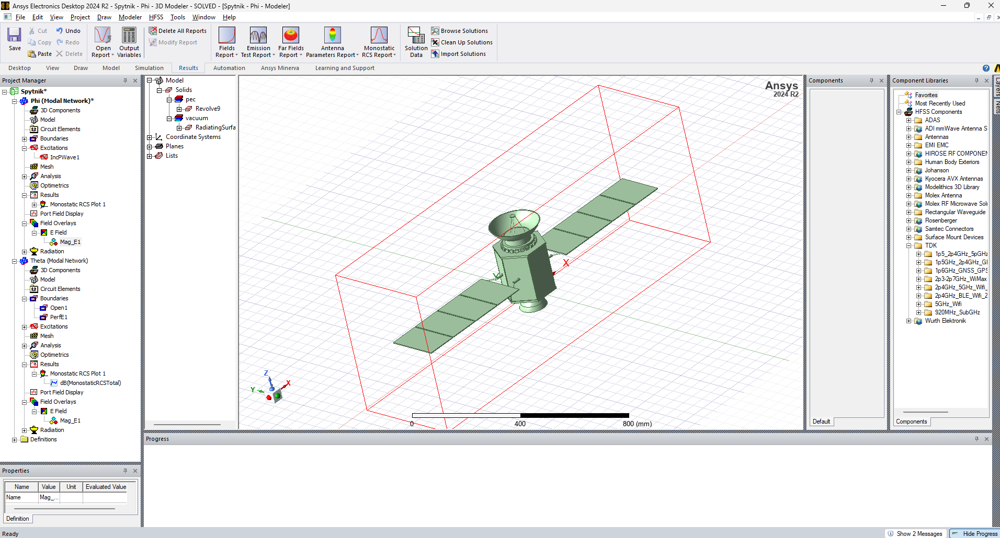 Ansys Electronics Desktop 2024 R2 - Spytnik - Phi - 3D Modeler - SOLVED - [Spytnik - Phi - Modeler]
File Edit View Project Draw Modeler HFSS Tools Window Help
Save
Cut
Copy
Paste
Undo
Redo
Delete
Open Report
Output Variables
Delete All Reports
Modify Report
Fields Report
Emission Test Report
Far Fields Report
Antenna Parameters Report
Monostatic RCS Report
Solution Data
Browse Solutions
Clean Up Solutions
Import Solutions
Desktop View Draw Model Simulation Results Automation Ansys Minerva Learning and Support
Project Manager
Spytnik*
Phi (Modal Network)*
3D Components
Model
Circuit Elements
Boundaries
Excitations
IncPWave1
Mesh
Analysis
Optimetrics
Results
Monostatic RCS Plot 1
Port Field Display
Field Overlays
E Field
Mag_E1
Radiation
Theta (Modal Network)
3D Components
Model
Circuit Elements
Boundaries
Open1
PerfE1
Excitations
Mesh
Analysis
Optimetrics
Results
Monostatic RCS Plot 1
dB(MonostaticRCSTotal)
Port Field Display
Field Overlays
E Field
Mag_E1
Radiation
Definitions
Properties
Name Value Unit Evaluated Value
Name Mag_...
Definition
Model
Solids
pec
Revolve9
vacuum
RadiatingSurfa
Coordinate Systems
Planes
Lists
Ansys
2024 R2
X
Y
Z
Y
X
0 400 800 (mm)
Progress
Components
Default
Component Libraries
Favorites
Most Recently Used
HFSS Components
ADAS
ADI mmWave Antenna S
Antennas
EMI EMC
HIROSE RF COMPONEN
Human Body Exteriors
Johanson
Kyocera AVX Antennas
Modelithics 3D Library
Molex Antenna
Molex RF Microwave Solu
Rectangular Waveguide
Rosenberger
Samtec Connectors
Surface Mount Devices
TDK
1p5_2p4GHz_5pGHz
1p5GHz_2p4GHz_GI
1p6GHz_GNSS_GPS
2p3-2p7GHz_WiMax
2p4GHz_5GHz_Wifi_
2p4GHz_BLE_Wifi_Z
5GHz_Wifi
920MHz_SubGHz
Wurth Elektronik
Components
Layers
Nets
Ready
Show 2 Messages
Hide Progress